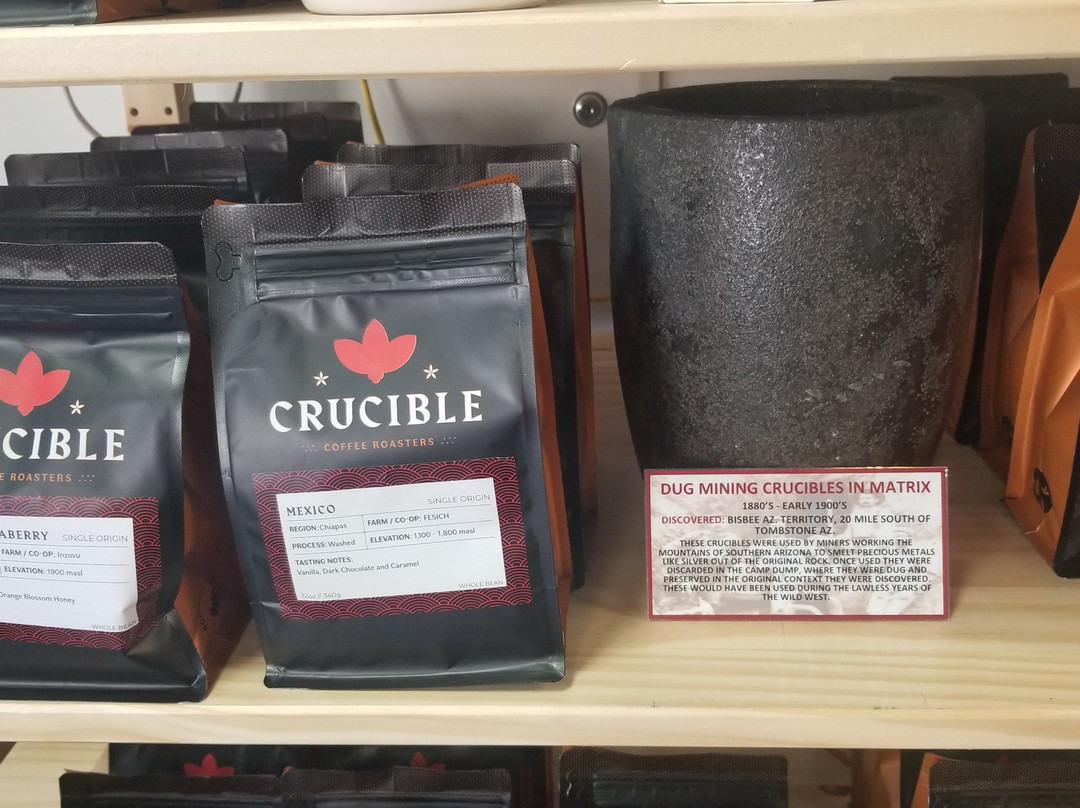 CIBLE
ROASTERS
ABERRY SINGLE ORIGIN
FARM / CO-OP: Inzovu
ELEVATION: 1900 masl
Orange Blossom Honey
WHOLE BEAN
CRUCIBLE
COFFEE ROASTERS
MEXICO SINGLE ORIGIN
REGION: Chiapas FARM / CO-OP: FESICH
PROCESS: Washed ELEVATION: 1,100 - 1,800 masl
TASTING NOTES:
Vanilla, Dark Chocolate and Caramel
WHOLE BEAN
12oz // 340g
DUG MINING CRUCIBLES IN MATRIX
1880'S - EARLY 1900'S
DISCOVERED: BISBEE AZ. TERRITORY, 20 MILE SOUTH OF
TOMBSTONE AZ.
THESE CRUCIBLES WERE USED BY MINERS WORKING THE
MOUNTAINS OF SOUTHERN ARIZONA TO SMELT PRECIOUS METALS
LIKE SILVER OUT OF THE ORIGINAL ROCK. ONCE USED THEY WERE
DISCARDED IN THE CAMP DUMP, WHERE THEY WERE DUG AND
PRESERVED IN THE ORIGINAL CONTEXT THEY WERE DISCOVERED.
THESE WOULD HAVE BEEN USED DURING THE LAWLESS YEARS OF
THE WILD WEST.